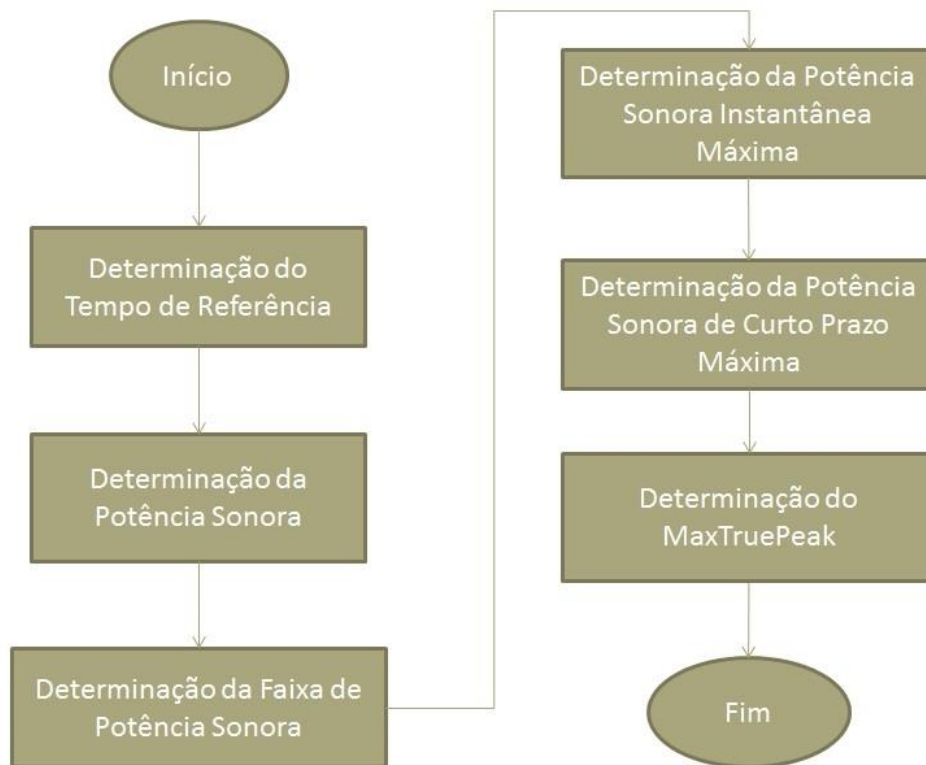 Início
Determinação do
Tempo de Referência
Determinação da
Potência Sonora
Determinação da Faixa de
Potência Sonora
Determinação da Potência
Sonora Instantânea
Máxima
Determinação da Potência
Sonora de Curto Prazo
Máxima
Determinação do
MaxTruePeak
Fim